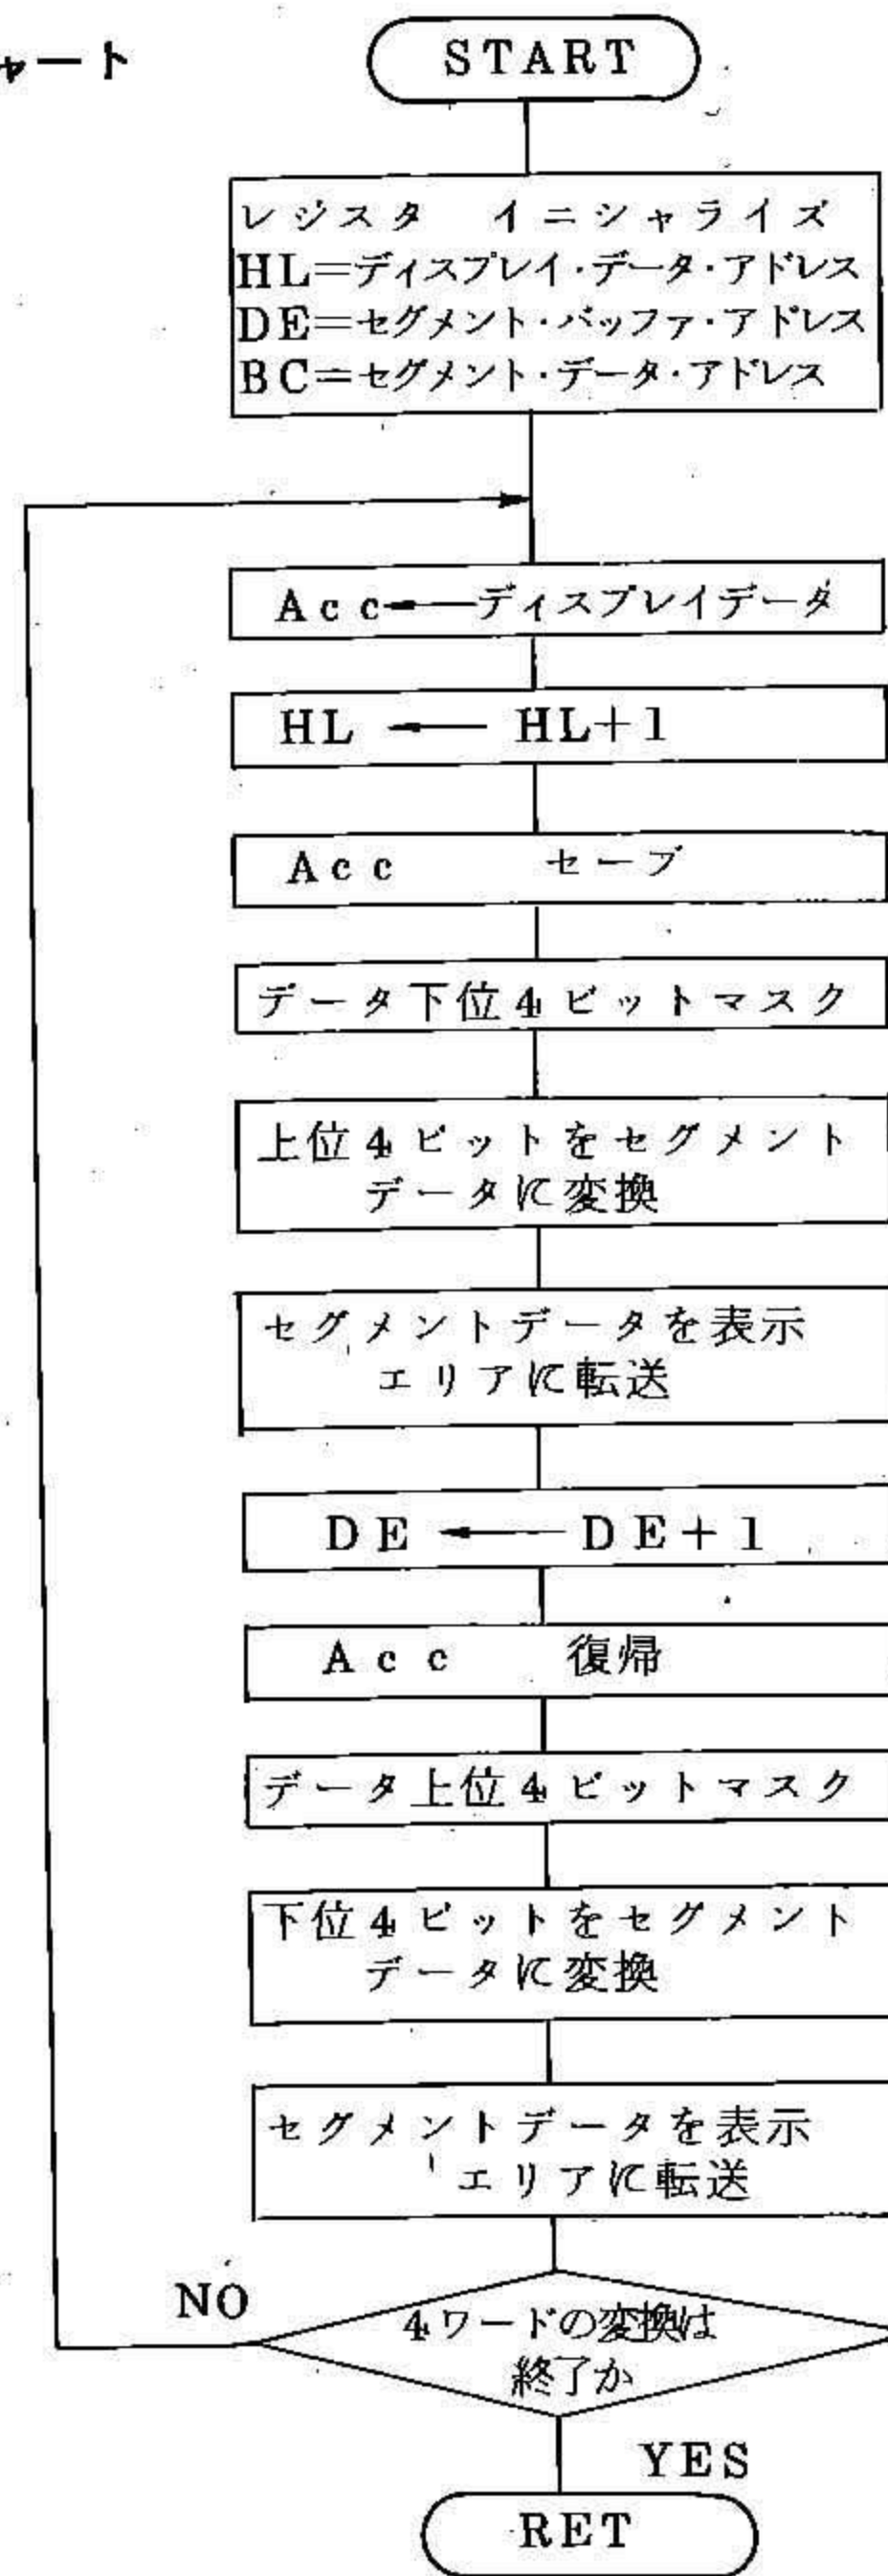 ャート
START
レジスタ イニシャライズ
HL=ディスプレイ・データ・アドレス
DE=セグメント・バッファ・アドレス
BC=セグメント・データ・アドレス
Acc←ディスプレイデータ
HL ← HL+1
Acc セーブ
データ下位4ビットマスク
上位4ビットをセグメント
データに変換
セグメントデータを表示
エリアに転送
DE ← DE+1
Acc 復帰
データ上位4ビットマスク
下位4ビットをセグメント
データに変換
セグメントデータを表示
エリアに転送
NO
4ワードの変換は
終了か
YES
RET